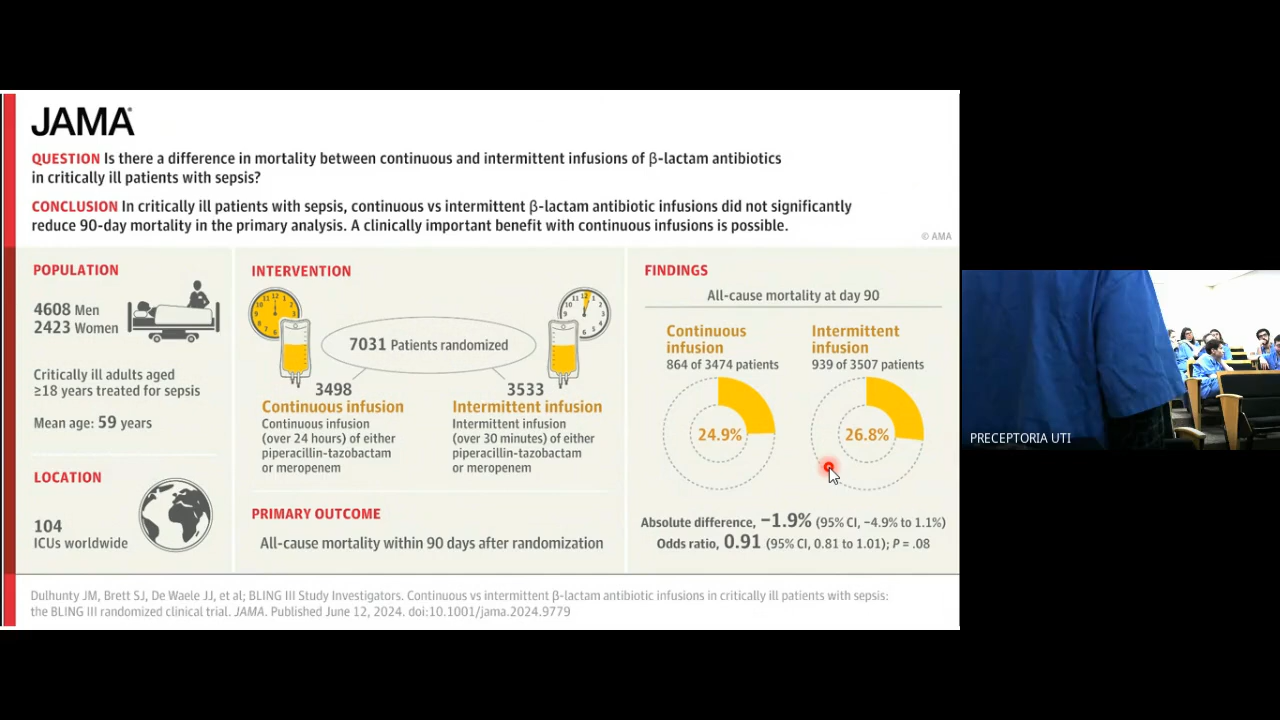 JAMA®
QUESTION Is there a difference in mortality between continuous and intermittent infusions of β-lactam antibiotics
in critically ill patients with sepsis?
CONCLUSION In critically ill patients with sepsis, continuous vs intermittent β-lactam antibiotic infusions did not significantly
reduce 90-day mortality in the primary analysis. A clinically important benefit with continuous infusions is possible.
© AMA
POPULATION
4608 Men
2423 Women
Critically ill adults aged
≥18 years treated for sepsis
Mean age: 59 years
LOCATION
104
ICUs worldwide
INTERVENTION
7031 Patients randomized
3498
Continuous infusion
Continuous infusion
(over 24 hours) of either
piperacillin-tazobactam
or meropenem
3533
Intermittent infusion
Intermittent infusion
(over 30 minutes) of either
piperacillin-tazobactam
or meropenem
PRIMARY OUTCOME
All-cause mortality within 90 days after randomization
FINDINGS
All-cause mortality at day 90
Continuous
infusion
864 of 3474 patients
24.9%
Intermittent
infusion
939 of 3507 patients
26.8%
Absolute difference, −1.9% (95% CI, −4.9% to 1.1%)
Odds ratio, 0.91 (95% CI, 0.81 to 1.01); P = .08
Dulhunty JM, Brett SJ, De Waele JJ, et al; BLING III Study Investigators. Continuous vs intermittent β-lactam antibiotic infusions in critically ill patients with sepsis:
the BLING III randomized clinical trial. JAMA. Published June 12, 2024. doi:10.1001/jama.2024.9779
PRECEPTORIA UTI